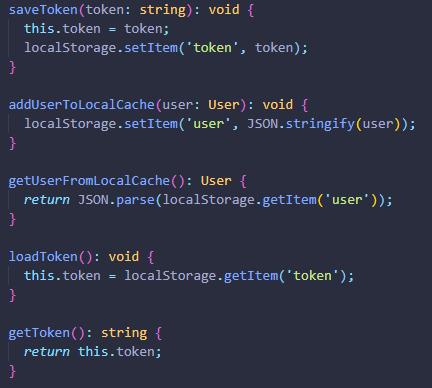 saveToken(token: string): void {
  this.token = token;
  localStorage.setItem('token', token);
}

addUserToLocalCache(user: User): void {
  localStorage.setItem('user', JSON.stringify(user));
}

getUserFromLocalCache(): User {
  return JSON.parse(localStorage.getItem('user'));
}

loadToken(): void {
  this.token = localStorage.getItem('token');
}

getToken(): string {
  return this.token;
}